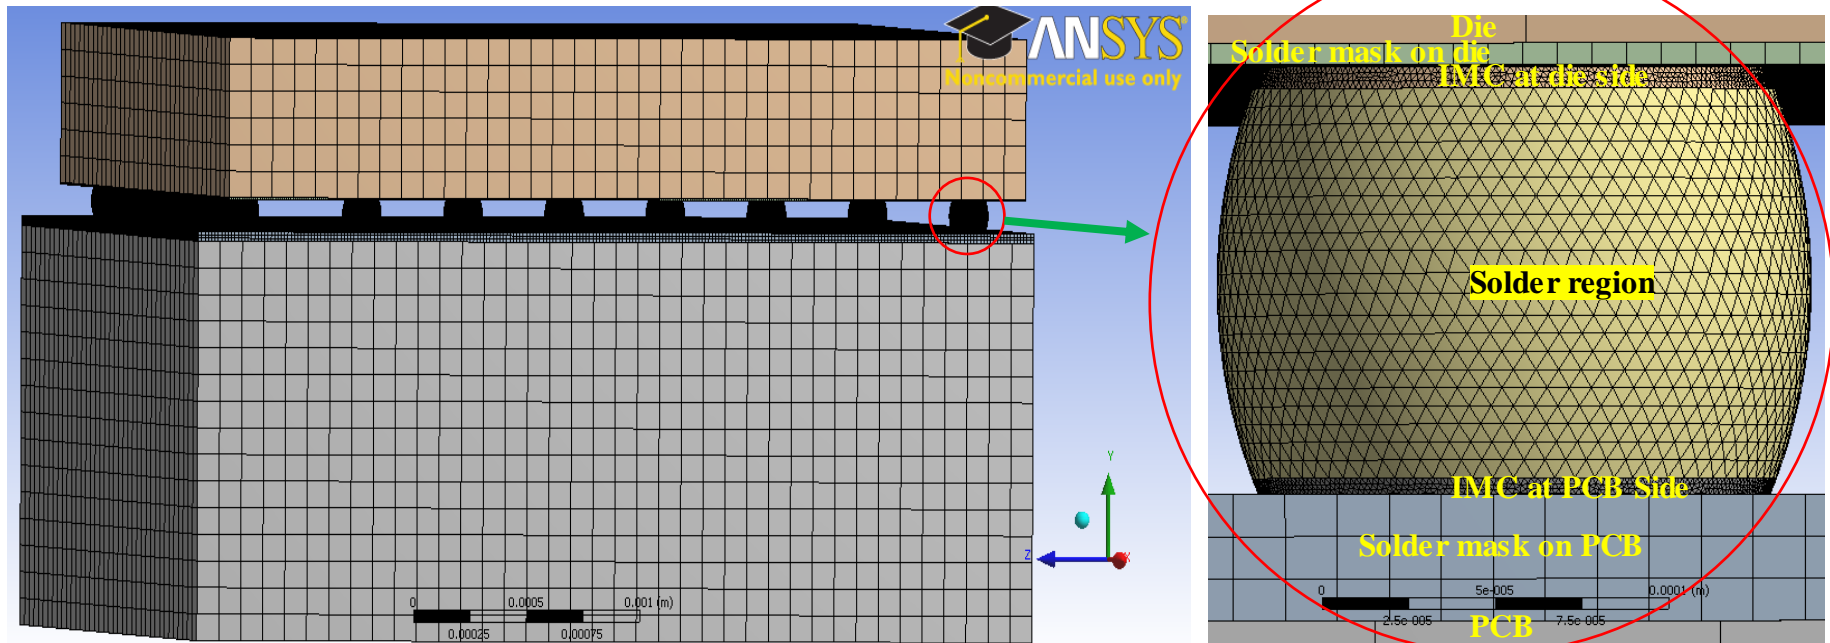 ANSYS®
Noncommercial use only
Y
Z
X
0 0.0005 0.001 (m)
0.00025 0.00075
Die
Solder mask on die
IMC at die side
Solder region
IMC at PCB Side
Solder mask on PCB
0 5e-005 0.0001 (m)
2.5e-005 7.5e-005
PCB